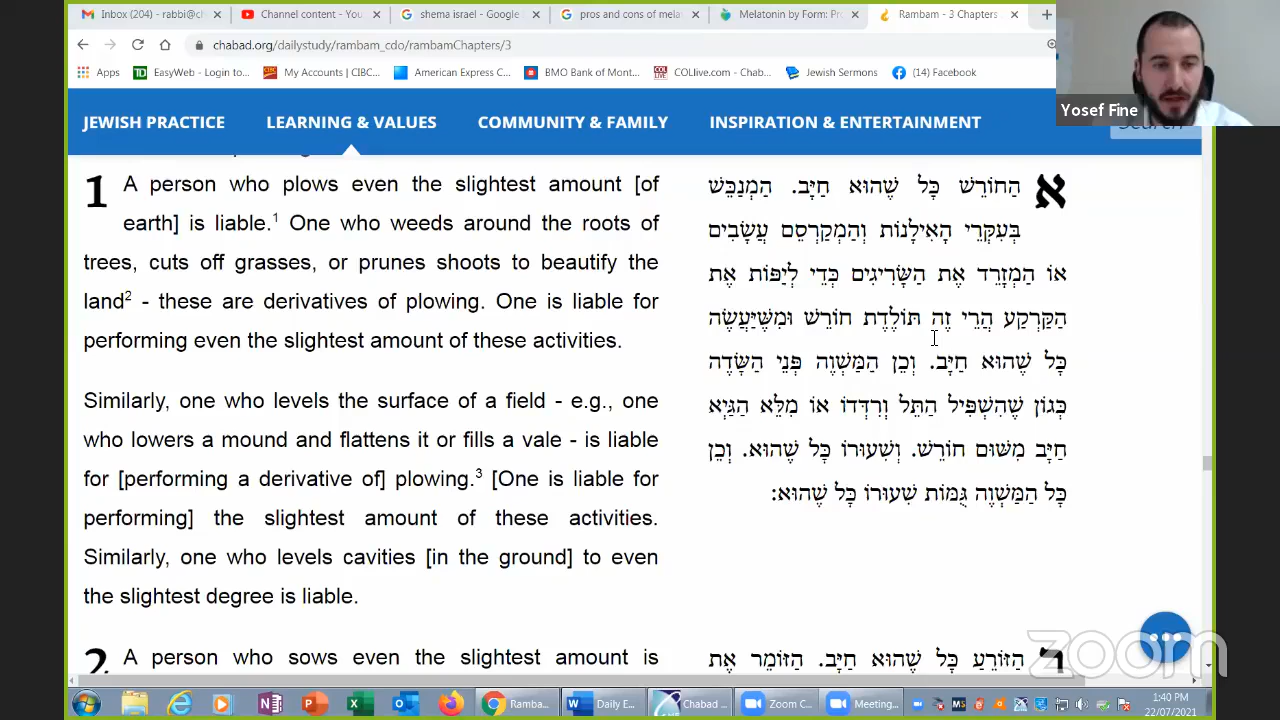 Inbox (204) - rabbi@c
Channel content - You
shema israel - Google
pros and cons of mela
Melatonin by Form: Pr
Rambam - 3 Chapters
chabad.org/dailystudy/rambam_cdo/rambamChapters/3
Yosef Fine
Apps
EasyWeb - Login to...
My Accounts | CIBC...
American Express C...
BMO Bank of Mont...
COLlive.com - Chab...
Jewish Sermons
(14) Facebook
JEWISH PRACTICE
LEARNING & VALUES
COMMUNITY & FAMILY
INSPIRATION & ENTERTAINMENT
Search
1 A person who plows even the slightest amount [of
earth] is liable.1 One who weeds around the roots of
trees, cuts off grasses, or prunes shoots to beautify the
land2 - these are derivatives of plowing. One is liable for
performing even the slightest amount of these activities.
Similarly, one who levels the surface of a field - e.g., one
who lowers a mound and flattens it or fills a vale - is liable
for [performing a derivative of] plowing.3 [One is liable for
performing] the slightest amount of these activities.
Similarly, one who levels cavities [in the ground] to even
the slightest degree is liable.
2 A person who sows even the slightest amount is
א הַחוֹרֵשׁ כָּל שֶׁהוּא חַיָּב. הַמְנַכֵּשׁ
בְּעִקְּרֵי הָאִילָנוֹת וְהַמְקַרְסֵם עֲשָׂבִים
אוֹ הַמְזָרֵד אֶת הַשָּׂרִיגִים כְּדֵי לְיַפּוֹת אֶת
הַקַּרְקַע הֲרֵי זֶה תּוֹלֶדֶת חוֹרֵשׁ וּמִשֶּׁיַּעֲשֶׂה
כָּל שֶׁהוּא חַיָּב. וְכֵן הַמַּשְׁוֶה פְּנֵי הַשָּׂדֶה
כְּגוֹן שֶׁהִשְׁפִּיל הַתֵּל וְרִדְּדוֹ אוֹ מִלֵּא הַגַּיְא
חַיָּב מִשּׁוּם חוֹרֵשׁ. וְשִׁעוּרוֹ כָּל שֶׁהוּא. וְכֵן
כָּל הַמַּשְׁוֶה גֻּמּוֹת שִׁעוּרוֹ כָּל שֶׁהוּא:
הַזּוֹרֵעַ כָּל שֶׁהוּא חַיָּב. הַזּוֹמֵר אֶת
zoom
Ramba...
Daily E...
Chabad ...
Zoom C...
Meeting...
1:40 PM
22/07/2021